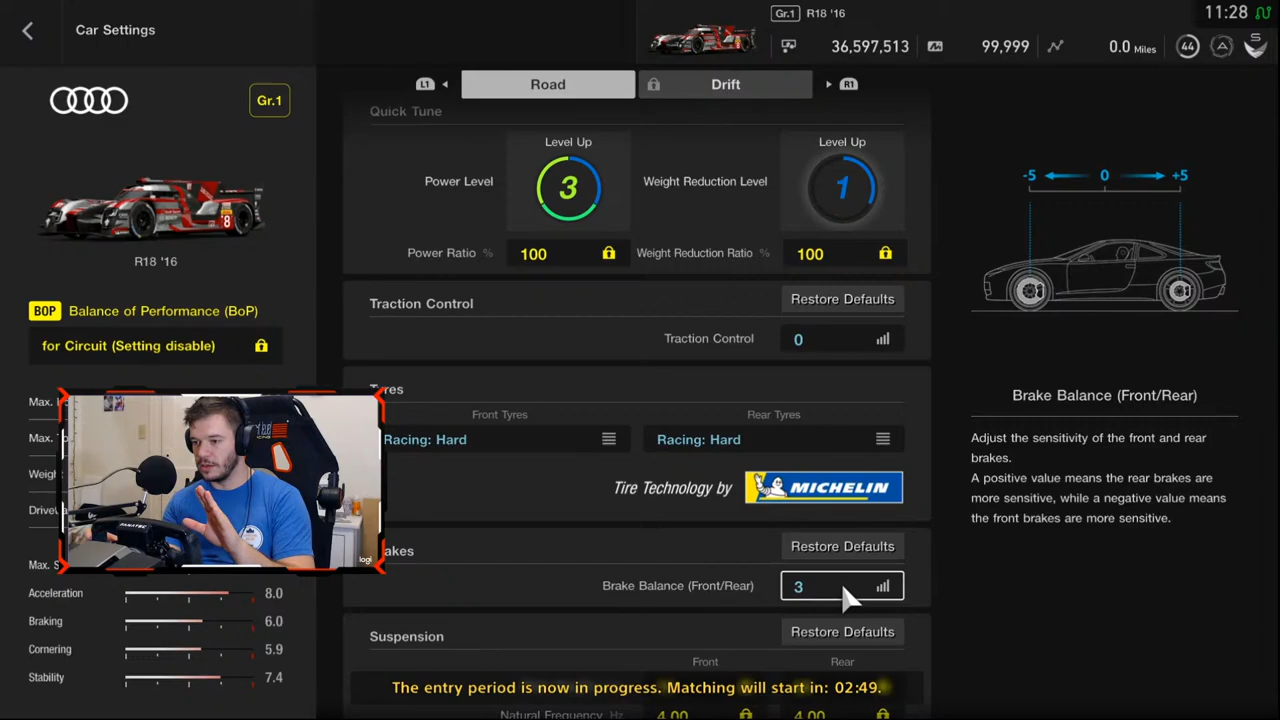 Car Settings
Gr.1 R18 '16
36,597,513
99,999
0.0 Miles
44
S
11:28
Gr.1
8
R18 '16
BOP Balance of Performance (BoP)
for Circuit (Setting disable)
Max.
Max.
Weight
Max.
Acceleration 8.0
Braking 6.0
Cornering 5.9
Stability 7.4
FANATEC
logi
L1 Road Drift R1
Quick Tune
Level Up Level Up
Power Level 3 Weight Reduction Level 1
Power Ratio % 100 Weight Reduction Ratio % 100
Traction Control Restore Defaults
Traction Control 0
Tyres
Front Tyres Rear Tyres
Racing: Hard Racing: Hard
Tire Technology by MICHELIN
Restore Defaults
Brake Balance (Front/Rear) 3
Suspension Restore Defaults
Front Rear
The entry period is now in progress. Matching will start in: 02:49.
Natural Frequency Hz 4.00 4.00
-5 0 +5
Brake Balance (Front/Rear)
Adjust the sensitivity of the front and rear
brakes.
A positive value means the rear brakes are
more sensitive, while a negative value means
the front brakes are more sensitive.